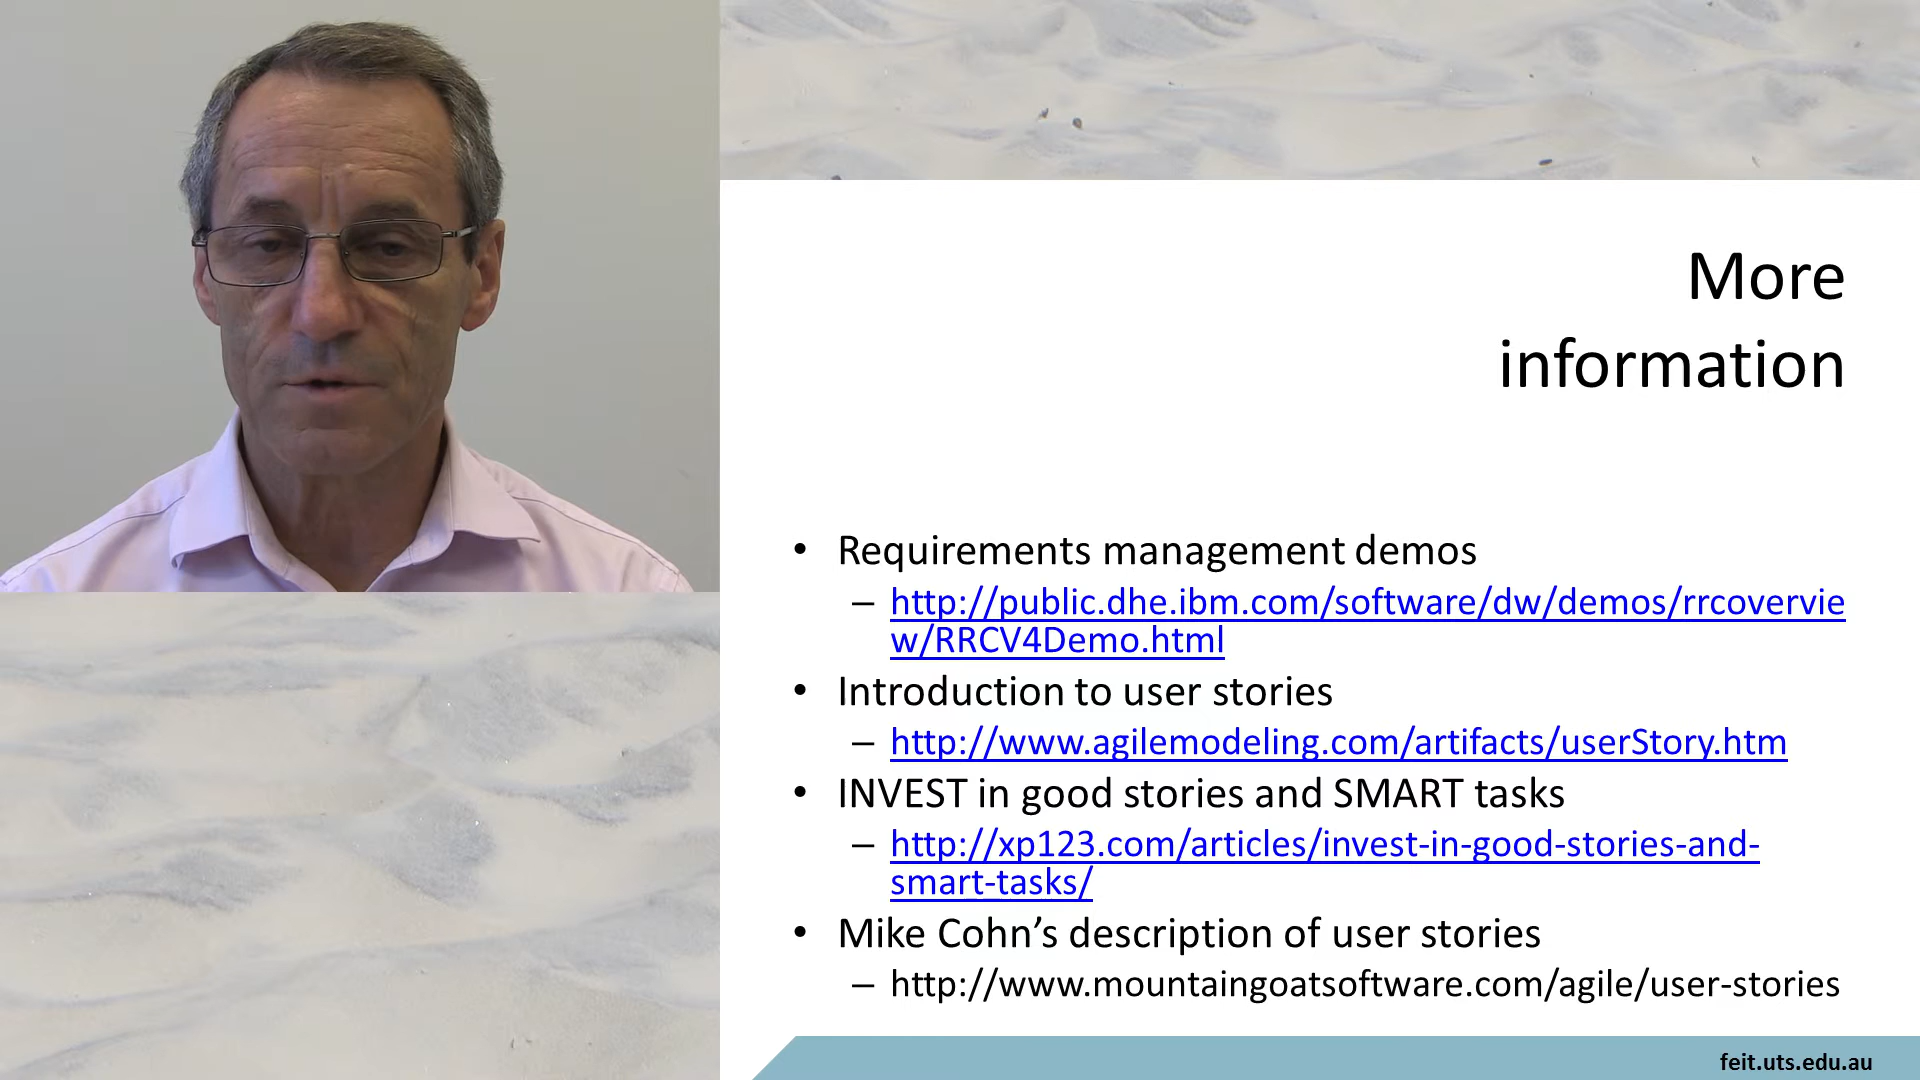 More
information
• Requirements management demos
– http://public.dhe.ibm.com/software/dw/demos/rrcovervie
w/RRCV4Demo.html
• Introduction to user stories
– http://www.agilemodeling.com/artifacts/userStory.htm
• INVEST in good stories and SMART tasks
– http://xp123.com/articles/invest-in-good-stories-and-
smart-tasks/
• Mike Cohn’s description of user stories
– http://www.mountaingoatsoftware.com/agile/user-stories
feit.uts.edu.au